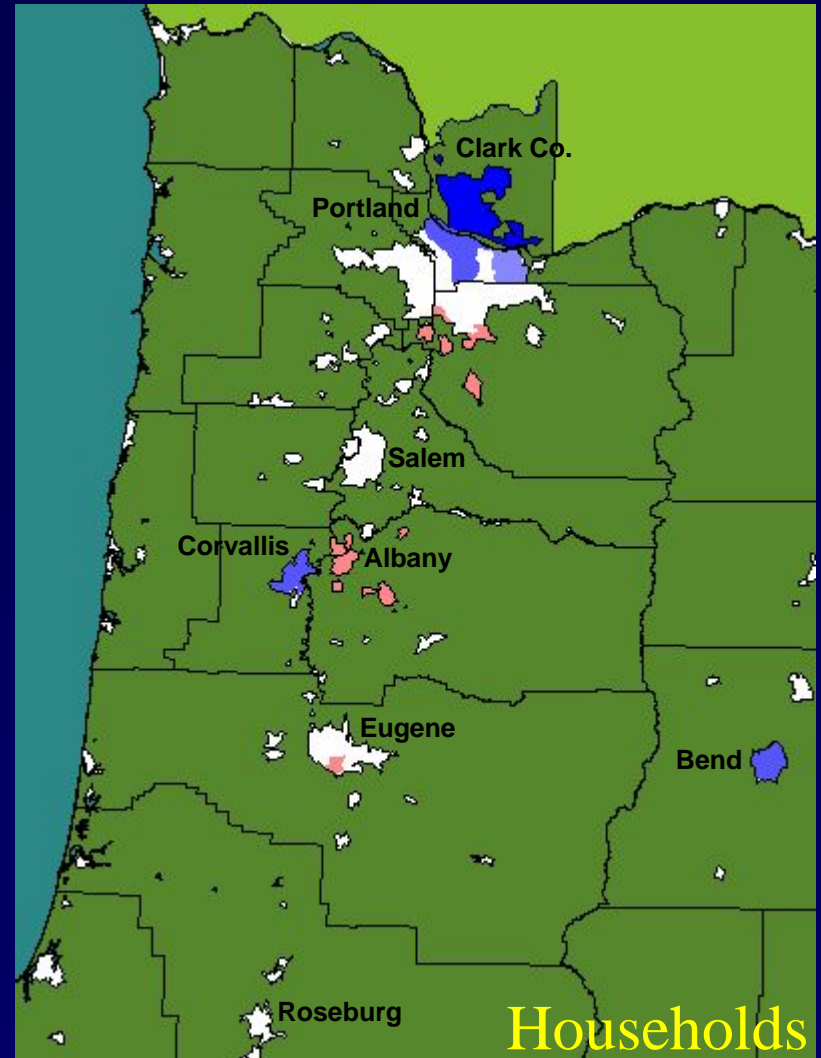 Clark Co.
Portland
Salem
Corvallis
Albany
Eugene
Bend
Roseburg
Households